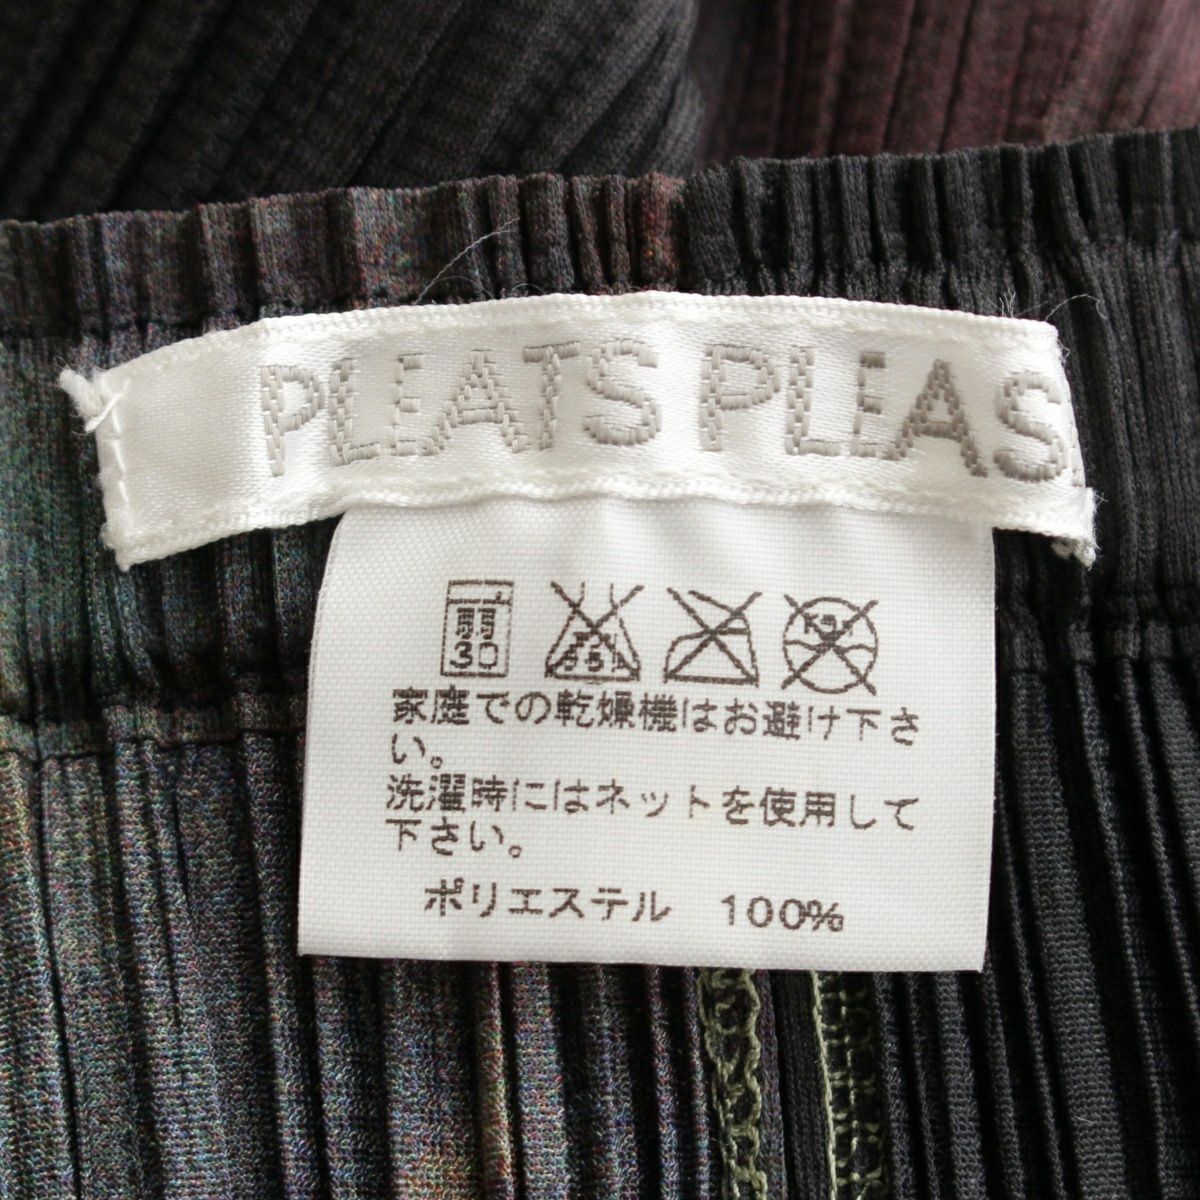 PLEATS PLEAS
弱
30
家庭での乾燥機はお避け下さ
い。
洗濯時にはネットを使用して
下さい。
ポリエステル 100%